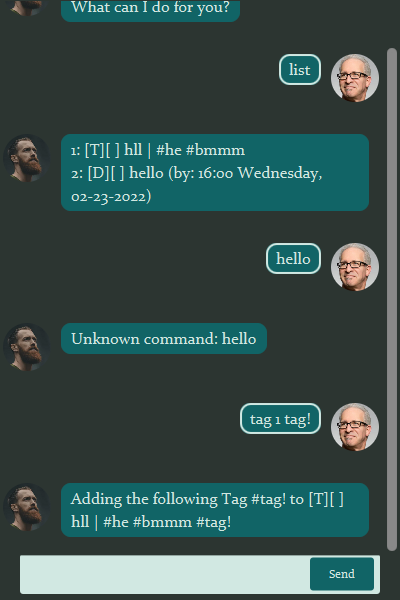 What can I do for you?
list
1: [T][ ] hll | #he #bmmm
2: [D][ ] hello (by: 16:00 Wednesday,
02-23-2022)
hello
Unknown command: hello
tag 1 tag!
Adding the following Tag #tag! to [T][ ]
hll | #he #bmmm #tag!
Send